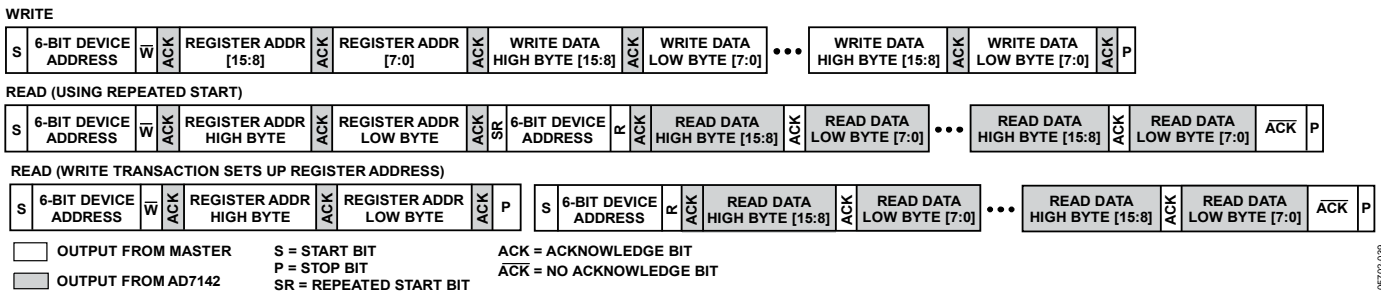 WRITE
S 6-BIT DEVICE ADDRESS W̅ ACK REGISTER ADDR [15:8] ACK REGISTER ADDR [7:0] ACK WRITE DATA HIGH BYTE [15:8] ACK WRITE DATA LOW BYTE [7:0] ••• WRITE DATA HIGH BYTE [15:8] ACK WRITE DATA LOW BYTE [7:0] ACK P
READ (USING REPEATED START)
S 6-BIT DEVICE ADDRESS W̅ ACK REGISTER ADDR HIGH BYTE ACK REGISTER ADDR LOW BYTE ACK SR 6-BIT DEVICE ADDRESS R ACK READ DATA HIGH BYTE [15:8] ACK READ DATA LOW BYTE [7:0] ••• READ DATA HIGH BYTE [15:8] ACK READ DATA LOW BYTE [7:0] A̅C̅K̅ P
READ (WRITE TRANSACTION SETS UP REGISTER ADDRESS)
S 6-BIT DEVICE ADDRESS W̅ ACK REGISTER ADDR HIGH BYTE ACK REGISTER ADDR LOW BYTE ACK P S 6-BIT DEVICE ADDRESS R ACK READ DATA HIGH BYTE [15:8] ACK READ DATA LOW BYTE [7:0] ••• READ DATA HIGH BYTE [15:8] ACK READ DATA LOW BYTE [7:0] A̅C̅K̅ P
OUTPUT FROM MASTER
OUTPUT FROM AD7142
S = START BIT
P = STOP BIT
SR = REPEATED START BIT
ACK = ACKNOWLEDGE BIT
A̅C̅K̅ = NO ACKNOWLEDGE BIT